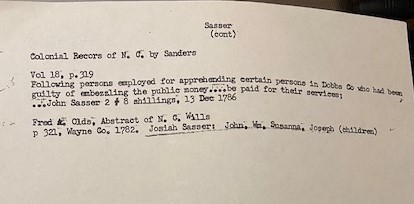 Sasser
(cont)
Colonial Recors of N. C. by Sanders
Vol 18, p.319
Following persons employed for apprehending certain persons in Dobbs Co who had been
guilty of embezzling the public money....be paid for their services;
...John Sasser 2 # 8 shillings, 13 Dec 1786
Fred A. Olds, Abstract of N. C. Wills
p 321, Wayne Co. 1782. Josiah Sasser: John, Wm, Susanna, Joseph (children)